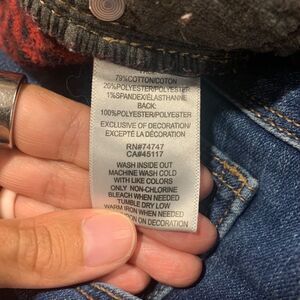 79%COTTON/COTON
20%POLYESTER/POLYESTER
1%SPANDEX/ÉLASTHANNE
BACK:
100%POLYESTER/POLYESTER
EXCLUSIVE OF DECORATION/
EXCEPTÉ LA DÉCORATION
RN#74747
CA#45117
WASH INSIDE OUT
MACHINE WASH COLD
WITH LIKE COLORS
ONLY NON-CHLORINE
BLEACH WHEN NEEDED
TUMBLE DRY LOW
WARM IRON WHEN NEEDED
IRON ON DECORATION